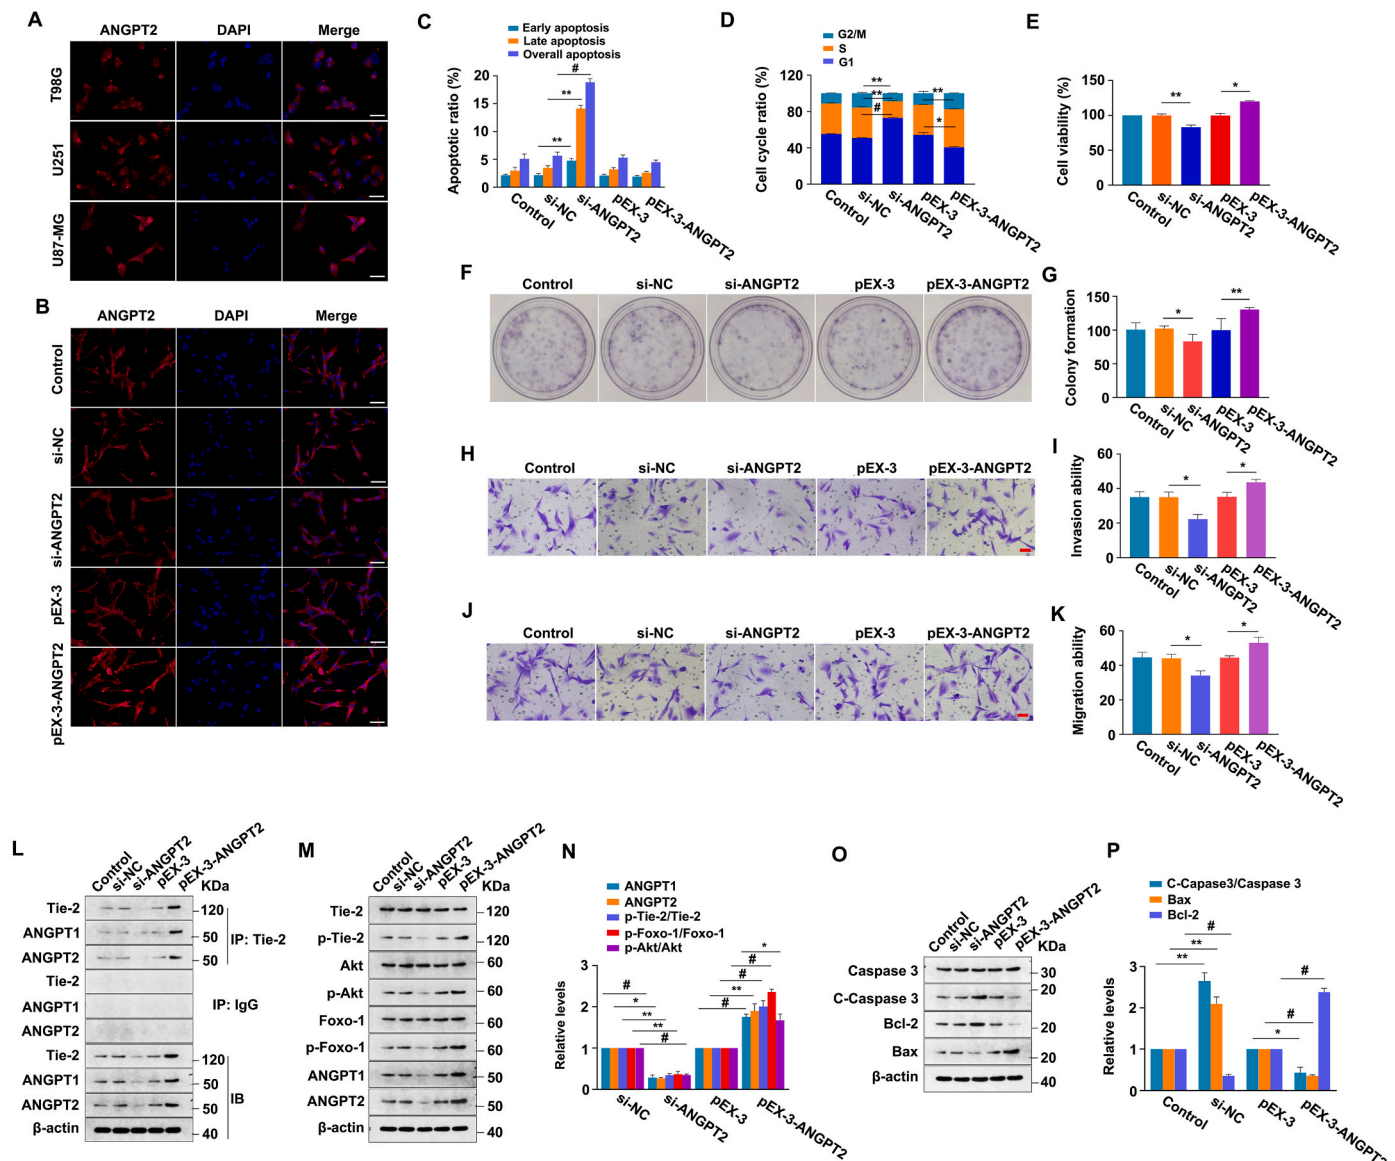 A
ANGPT2 DAPI Merge
T98G
U251
U87-MG
B
ANGPT2 DAPI Merge
Control
si-NC
si-ANGPT2
pEX-3
pEX-3-ANGPT2
C
Early apoptosis
Late apoptosis
Overall apoptosis
Apoptotic ratio (%)
20
15
10
5
0
** ** #
Control si-NC si-ANGPT2 pEX-3 pEX-3-ANGPT2
D
G2/M
S
G1
Cell cycle ratio (%)
120
80
40
0
** ** # ** *
Control si-NC si-ANGPT2 pEX-3 pEX-3-ANGPT2
E
Cell viability (%)
150
100
50
0
** *
Control si-NC si-ANGPT2 pEX-3 pEX-3-ANGPT2
F
Control si-NC si-ANGPT2 pEX-3 pEX-3-ANGPT2
G
Colony formation
150
100
50
0
* **
Control si-NC si-ANGPT2 pEX-3 pEX-3-ANGPT2
H
Control si-NC si-ANGPT2 pEX-3 pEX-3-ANGPT2
I
Invasion ability
60
40
20
0
* *
Control si-NC si-ANGPT2 pEX-3 pEX-3-ANGPT2
J
Control si-NC si-ANGPT2 pEX-3 pEX-3-ANGPT2
K
Migration ability
60
40
20
0
* *
Control si-NC si-ANGPT2 pEX-3 pEX-3-ANGPT2
L
Control si-NC si-ANGPT2 pEX-3 pEX-3-ANGPT2
KDa
Tie-2 120
ANGPT1 50 IP: Tie-2
ANGPT2 50
Tie-2
ANGPT1 IP: IgG
ANGPT2
Tie-2 120
ANGPT1 50
ANGPT2 50 IB
β-actin 40
M
Control si-NC si-ANGPT2 pEX-3 pEX-3-ANGPT2
KDa
Tie-2 120
p-Tie-2 120
Akt 60
p-Akt 60
Foxo-1 60
p-Foxo-1 60
ANGPT1 50
ANGPT2 50
β-actin 40
N
ANGPT1
ANGPT2
p-Tie-2/Tie-2
p-Foxo-1/Foxo-1
p-Akt/Akt
Relative levels
3
2
1
0
# * ** ** # # ** # # *
si-NC si-ANGPT2 pEX-3 pEX-3-ANGPT2
O
Control si-NC si-ANGPT2 pEX-3 pEX-3-ANGPT2
KDa
Caspase 3 30
C-Caspase 3 20
Bcl-2 20
Bax 20
β-actin 40
P
C-Capase3/Caspase 3
Bax
Bcl-2
Relative levels
3
2
1
0
** ** # * # #
Control si-NC pEX-3 pEX-3-ANGPT2